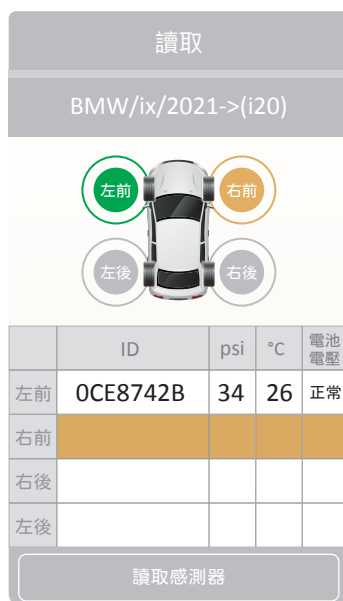 讀取
BMW/ix/2021->(i20)
左前 右前
左後 右後
ID psi °C 電池電壓
左前 0CE8742B 34 26 正常
右前
右後
左後
讀取感測器